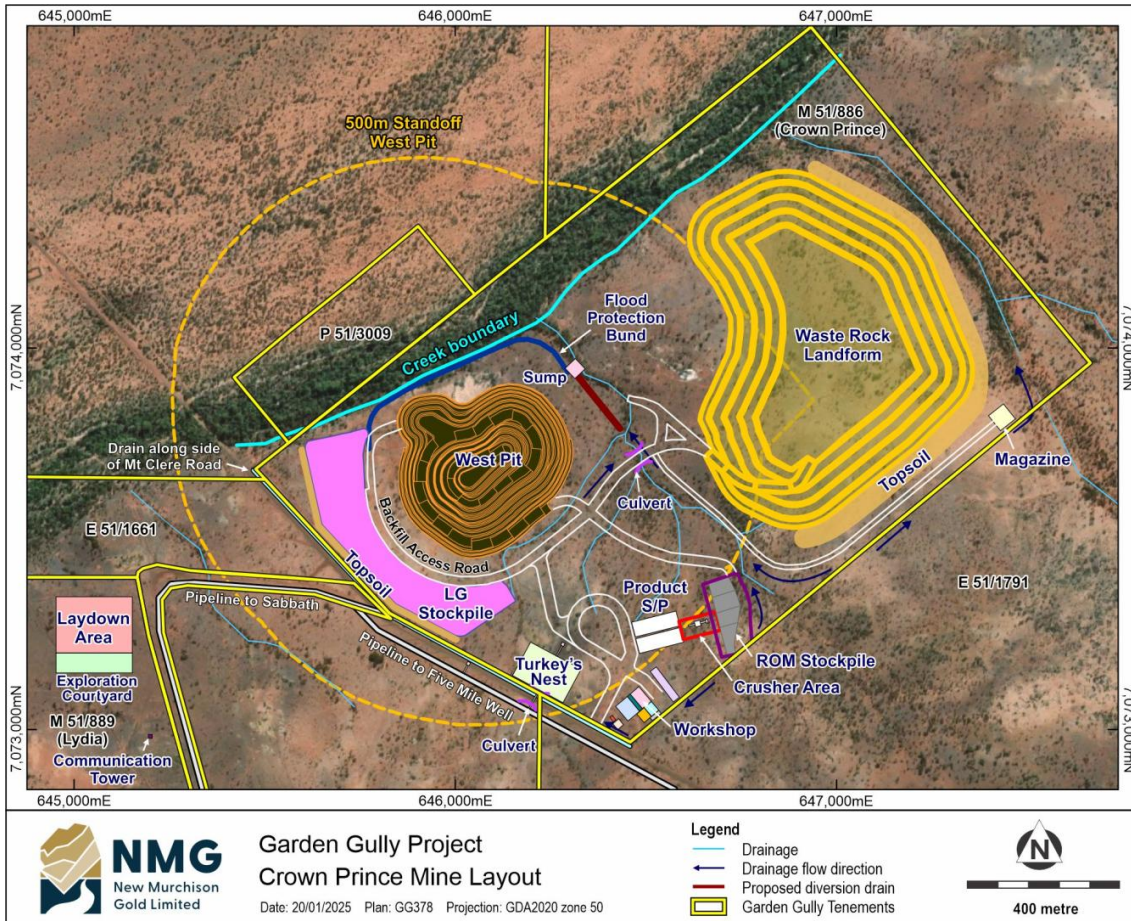 645,000mE
646,000mE
647,000mE
500m Standoff
West Pit
M 51/886
(Crown Prince)
7,074,000mN
7,074,000mN
P 51/3009
Creek boundary
Flood
Protection
Bund
Sump
Waste Rock
Landform
Drain along side
of Mt Clere Road
West Pit
Magazine
Topsoil
Culvert
E 51/1661
Backfill Access Road
Topsoil
LG
Stockpile
Product
S/P
E 51/1791
Pipeline to Sabbath
Laydown
Area
Exploration
Courtyard
Pipeline to Five Mile Well
Turkey's
Nest
ROM Stockpile
Crusher Area
M 51/889
(Lydia)
Communication
Tower
Culvert
Workshop
7,073,000mN
7,073,000mN
645,000mE
646,000mE
647,000mE
NMG
New Murchison
Gold Limited
Garden Gully Project
Crown Prince Mine Layout
Date: 20/01/2025 Plan: GG378 Projection: GDA2020 zone 50
Legend
Drainage
Drainage flow direction
Proposed diversion drain
Garden Gully Tenements
N
400 metre